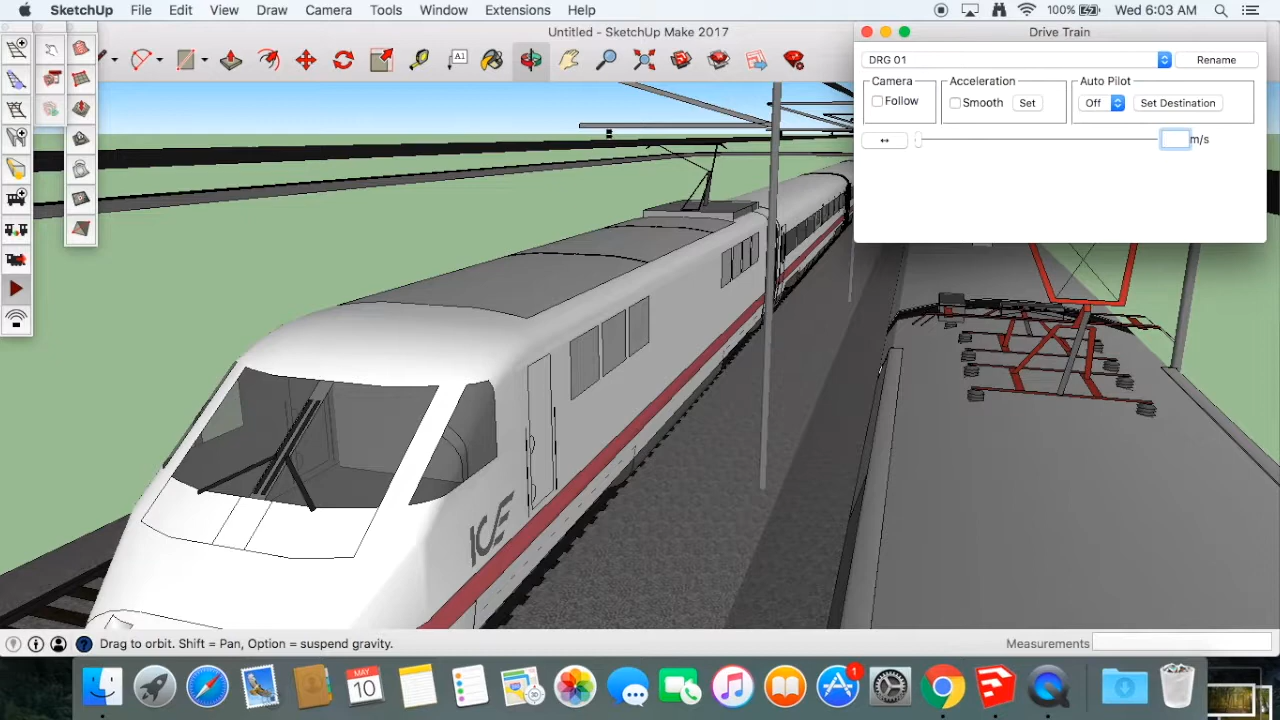 SketchUp File Edit View Draw Camera Tools Window Extensions Help 100% Wed 6:03 AM
Untitled - SketchUp Make 2017
Drive Train
DRG 01 Rename
Camera Acceleration Auto Pilot
Follow Smooth Set Off Set Destination
m/s
ICE
Drag to orbit. Shift = Pan, Option = suspend gravity. Measurements
MAY
10
1